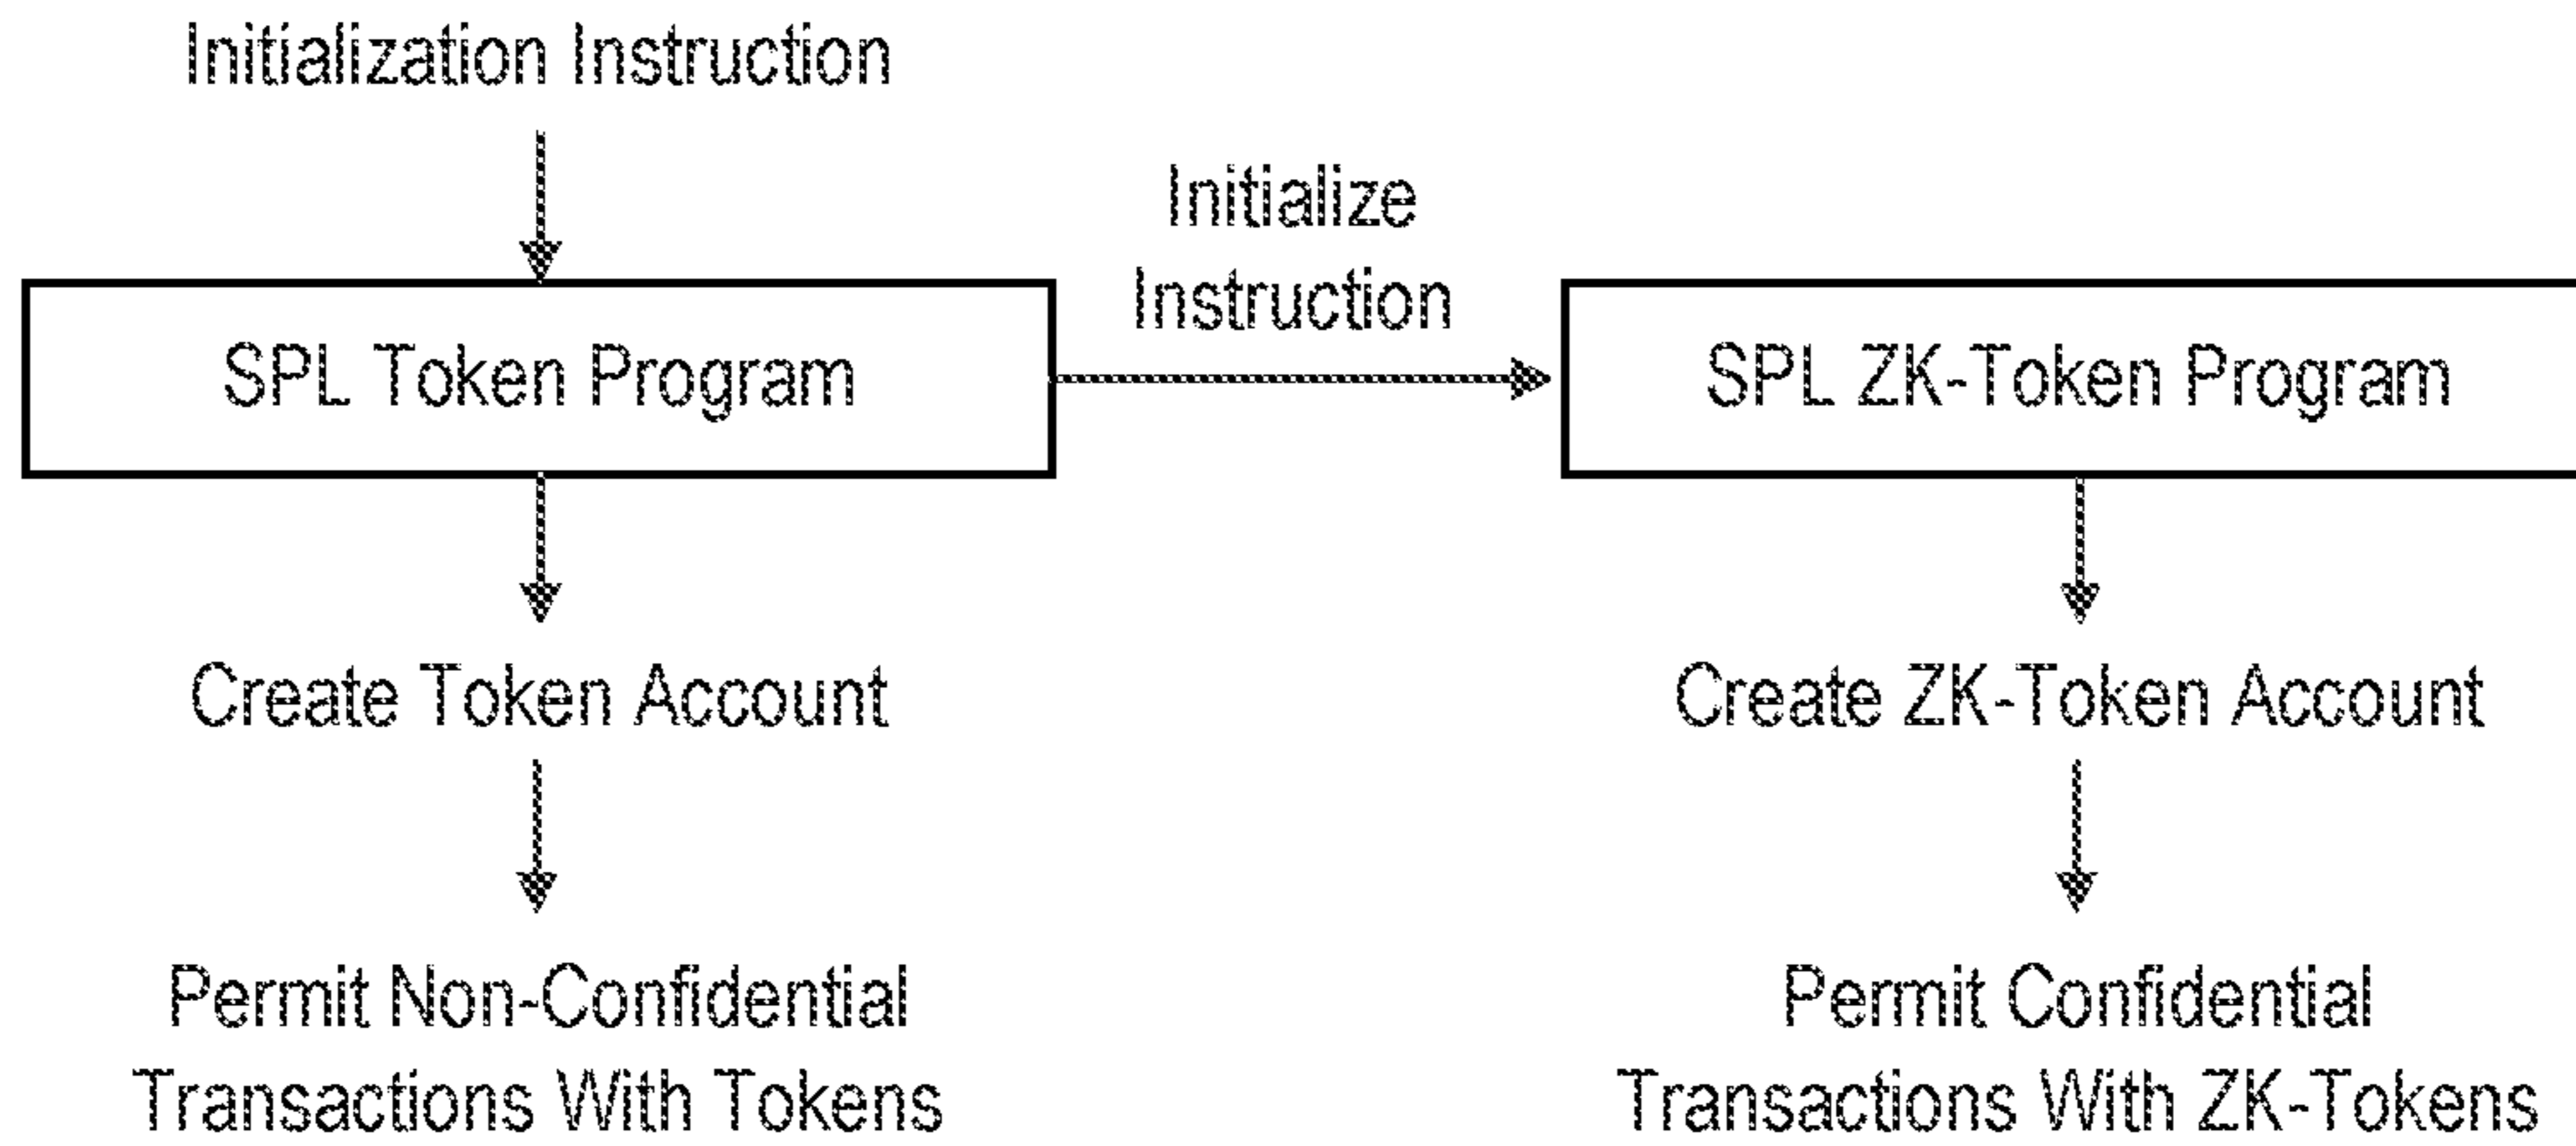 Initialization Instruction
Initialize
Instruction
SPL Token Program
SPL ZK-Token Program
Create Token Account
Create ZK-Token Account
Permit Non-Confidential
Transactions With Tokens
Permit Confidential
Transactions With ZK-Tokens